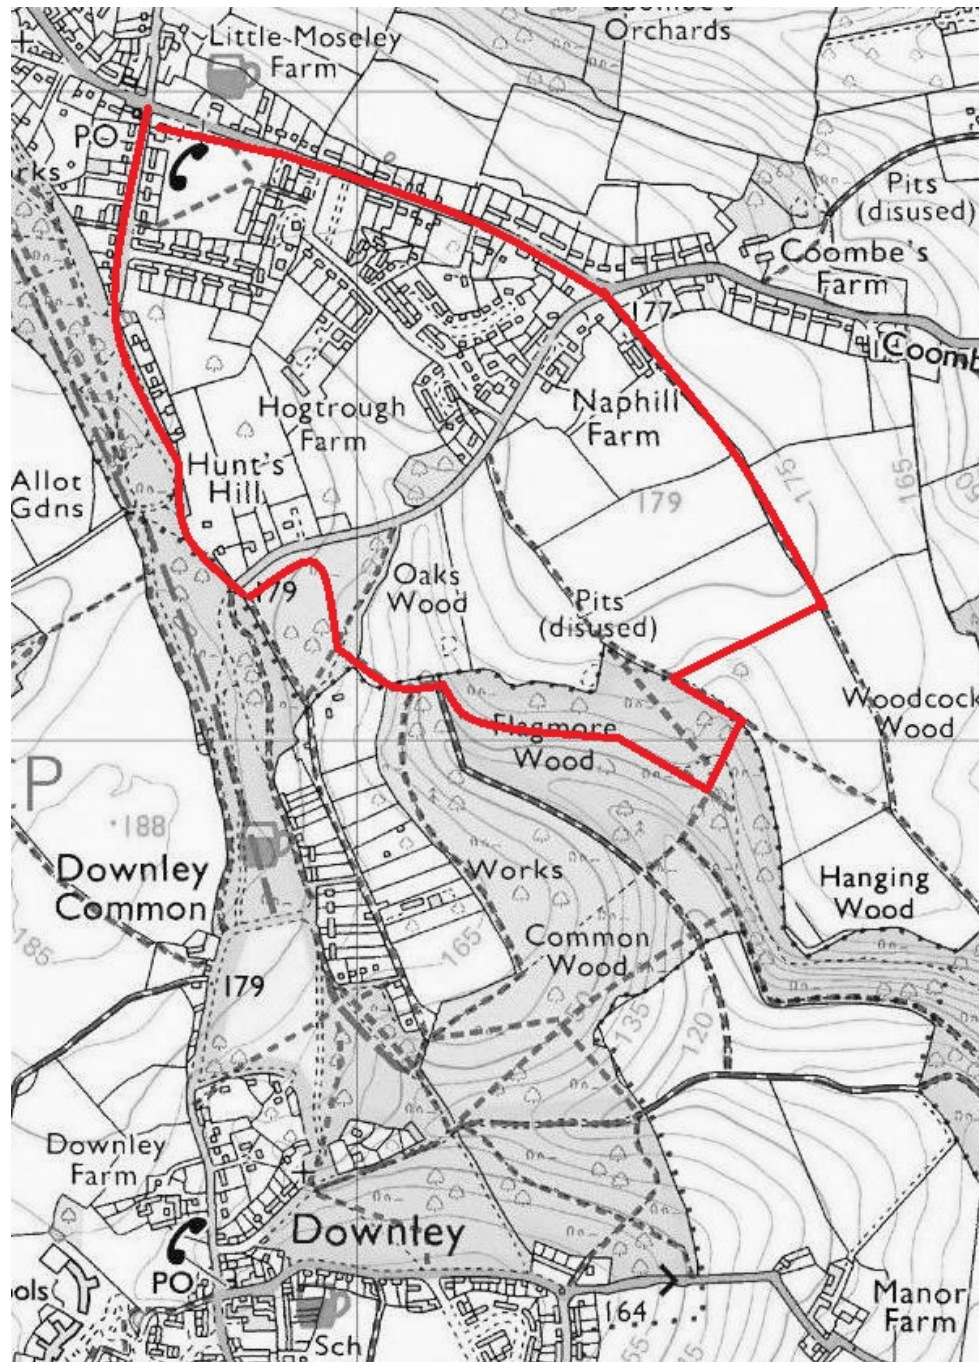 Little Moseley
Farm
Orchards
PO
rks
Pits
(disused)
Coombe's
Farm
177
Coomb
Hogtrough
Farm
Naphill
Farm
Hunt's
Hill
Allot
Gdns
179
175
165
179
Oaks
Wood
Pits
(disused)
Woodcock
Wood
Flagmore
Wood
P
188
Downley
Common
185
Works
Hanging
Wood
Common
Wood
165
179
135
120
Downley
Farm
Downley
PO
ools
Sch
164
Manor
Farm